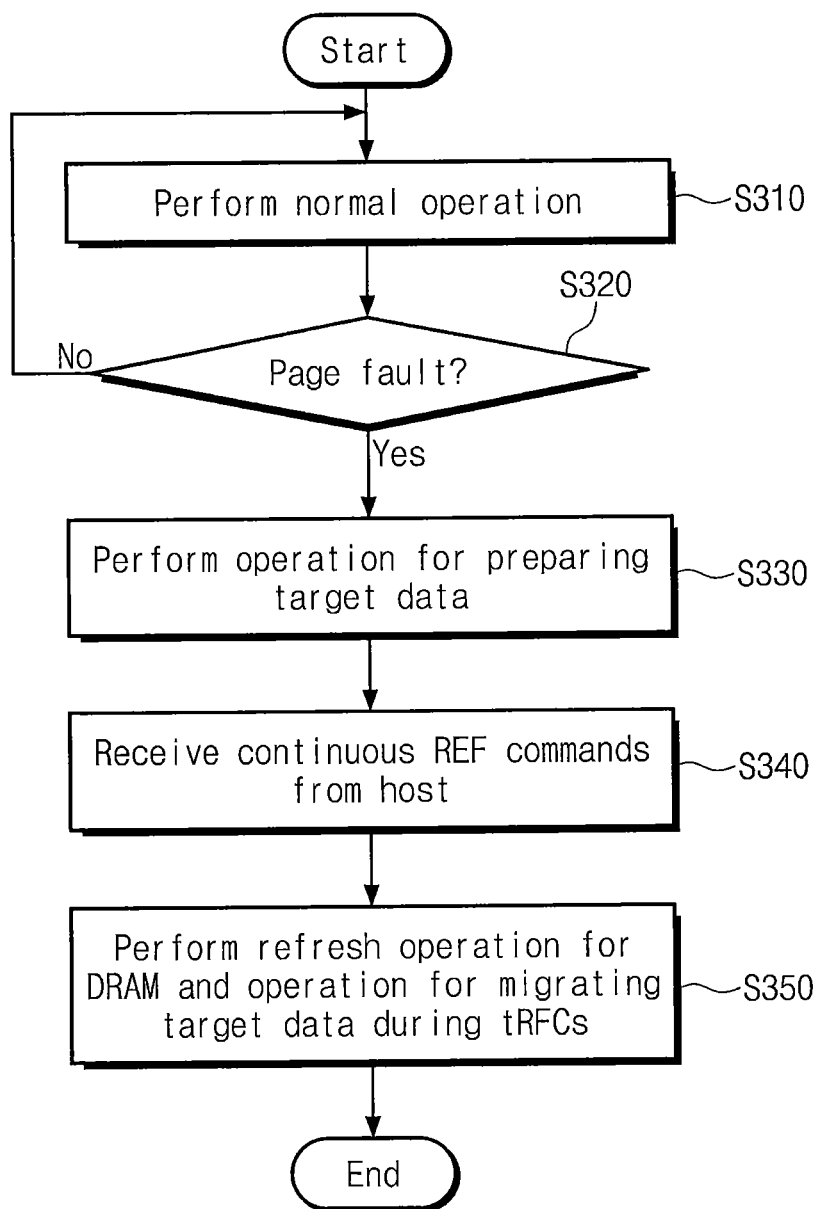 Start
Perform normal operation
S310
S320
Page fault?
No
Yes
Perform operation for preparing
target data
S330
Receive continuous REF commands
from host
S340
Perform refresh operation for
DRAM and operation for migrating
target data during tRFCs
S350
End